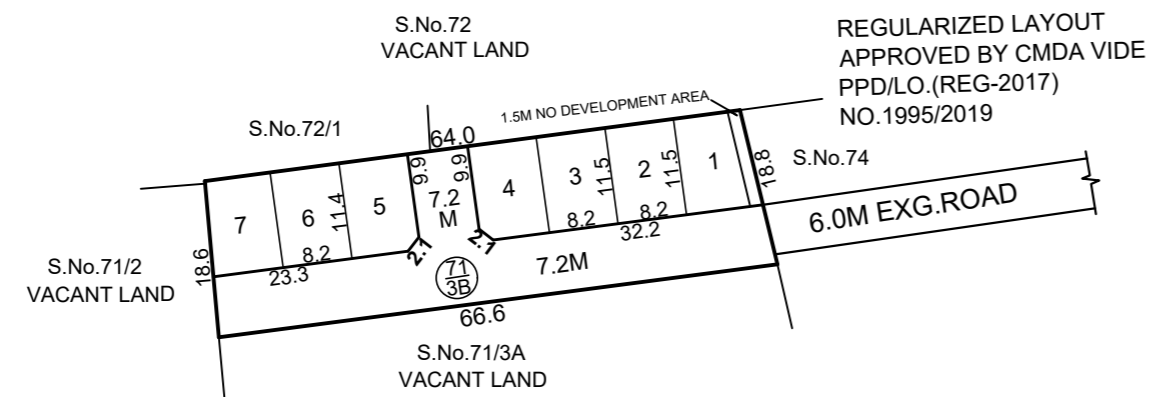 S.No.72
VACANT LAND
REGULARIZED LAYOUT
APPROVED BY CMDA VIDE
PPD/LO.(REG-2017)
NO.1995/2019
1.5M NO DEVELOPMENT AREA
S.No.72/1
64.0
S.No.74
18.8
9.9
9.9
7.2
M
7
6
11.4
5
4
3
11.5
2
11.5
1
8.2
8.2
8.2
32.2
6.0M EXG.ROAD
2.1
2.1
18.6
S.No.71/2
VACANT LAND
23.3
71
3B
7.2M
66.6
S.No.71/3A
VACANT LAND